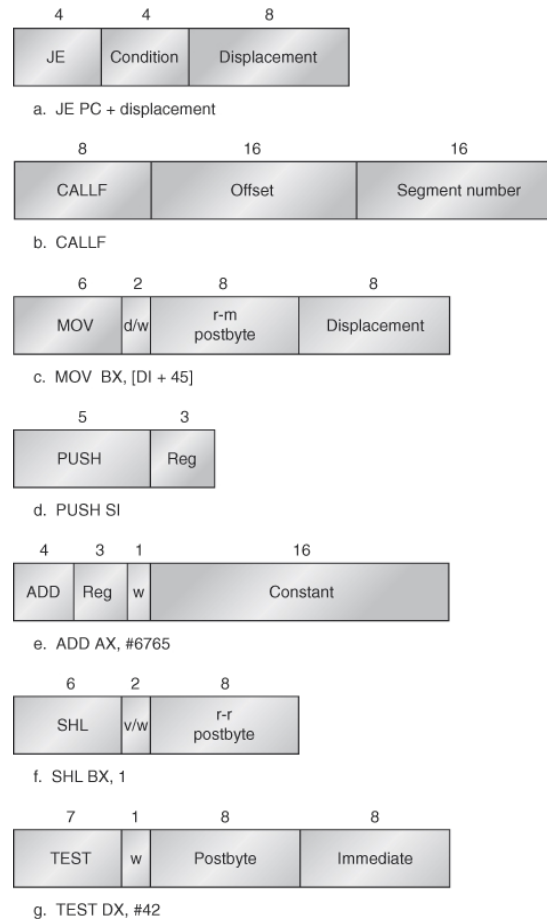 4 4 8
JE Condition Displacement
a. JE PC + displacement
8 16 16
CALLF Offset Segment number
b. CALLF
6 2 8 8
MOV d/w r-m postbyte Displacement
c. MOV BX, [DI + 45]
5 3
PUSH Reg
d. PUSH SI
4 3 1 16
ADD Reg w Constant
e. ADD AX, #6765
6 2 8
SHL v/w r-r postbyte
f. SHL BX, 1
7 1 8 8
TEST w Postbyte Immediate
g. TEST DX, #42